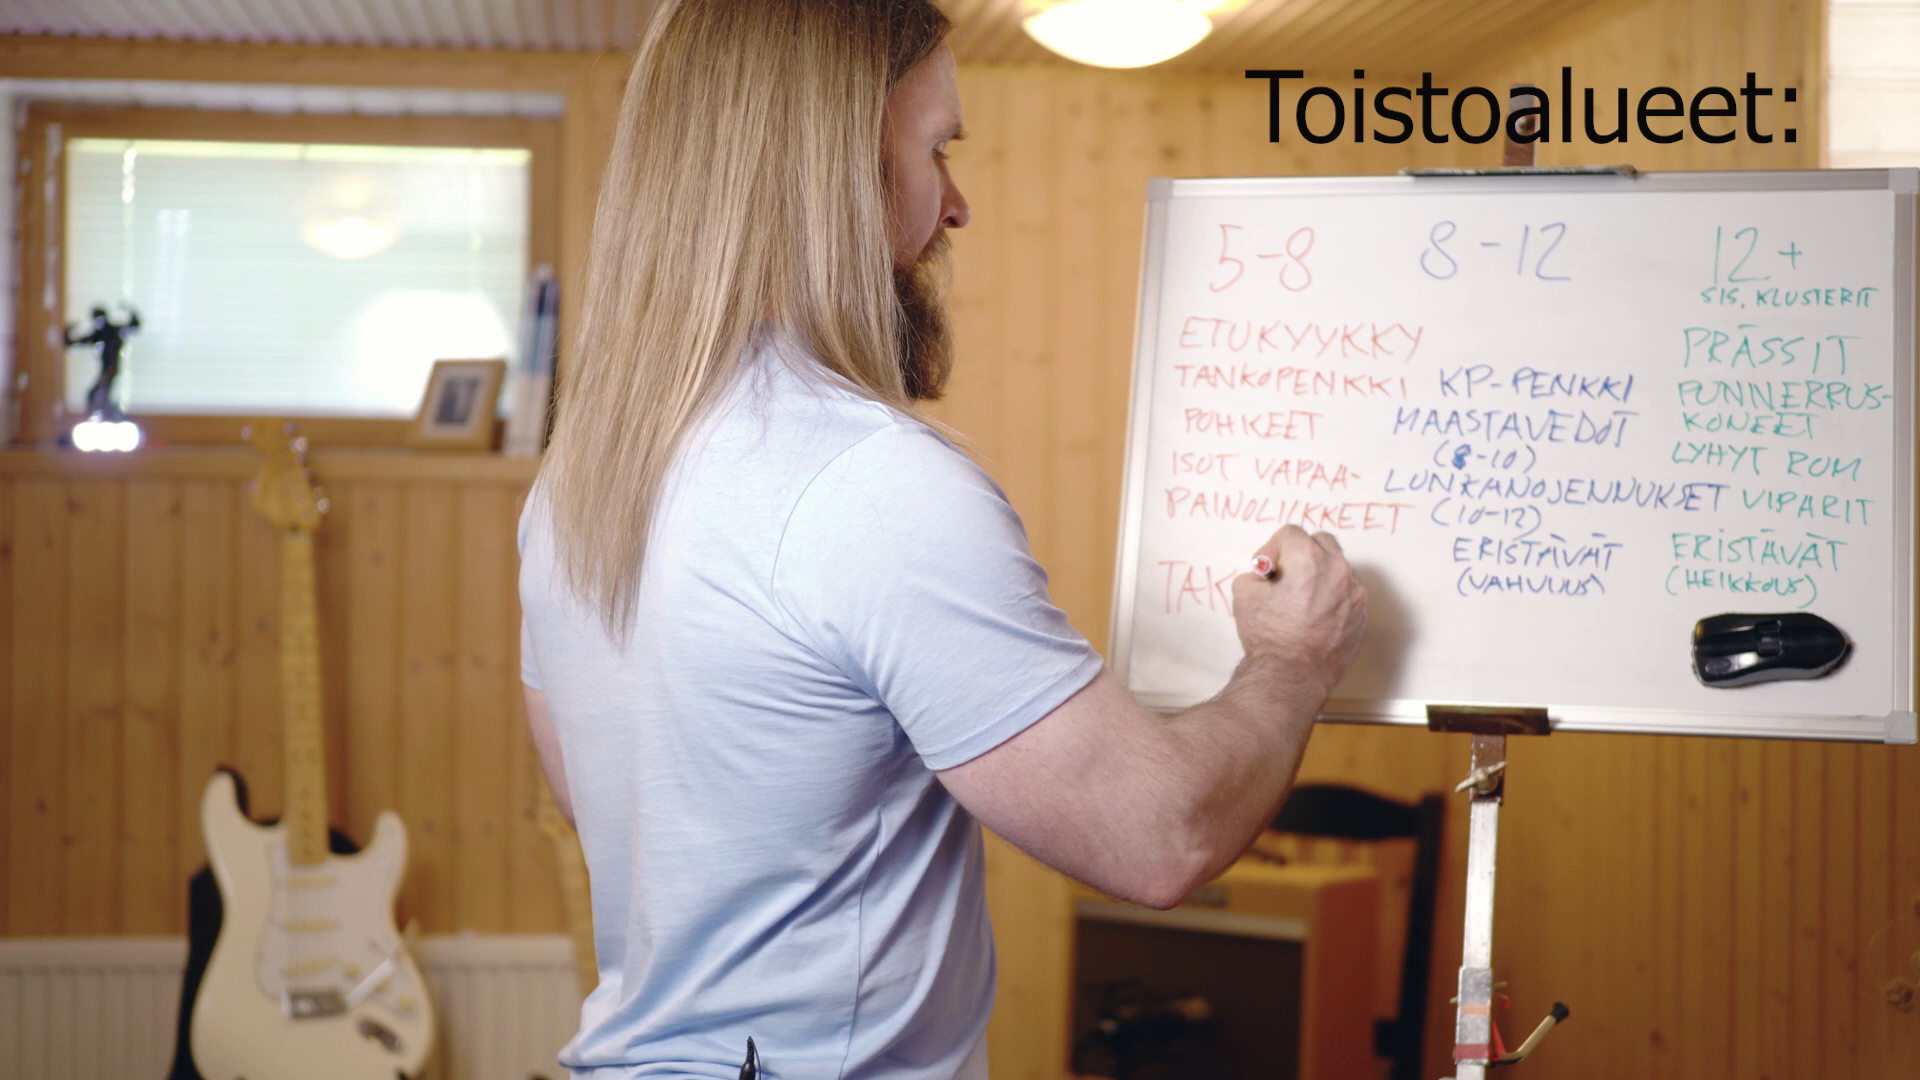 Toistoalueet:
5-8
ETUKYYKKY
TANKOPENKKI
POHKEET
ISOT VAPAA-
PAINOLIIKKEET
TAK
8-12
KP-PENKKI
MAASTAVEDOT
(8-10)
LONKANOJENNUKSET
(10-12)
ERISTÄVÄT
(VAHVUUS)
12+
SIS. KLUSTERIT
PRÄSSIT
PUNNERRUS-
KONEET
LYHYT ROM
VIPARIT
ERISTÄVÄT
(HEIKKOUS)